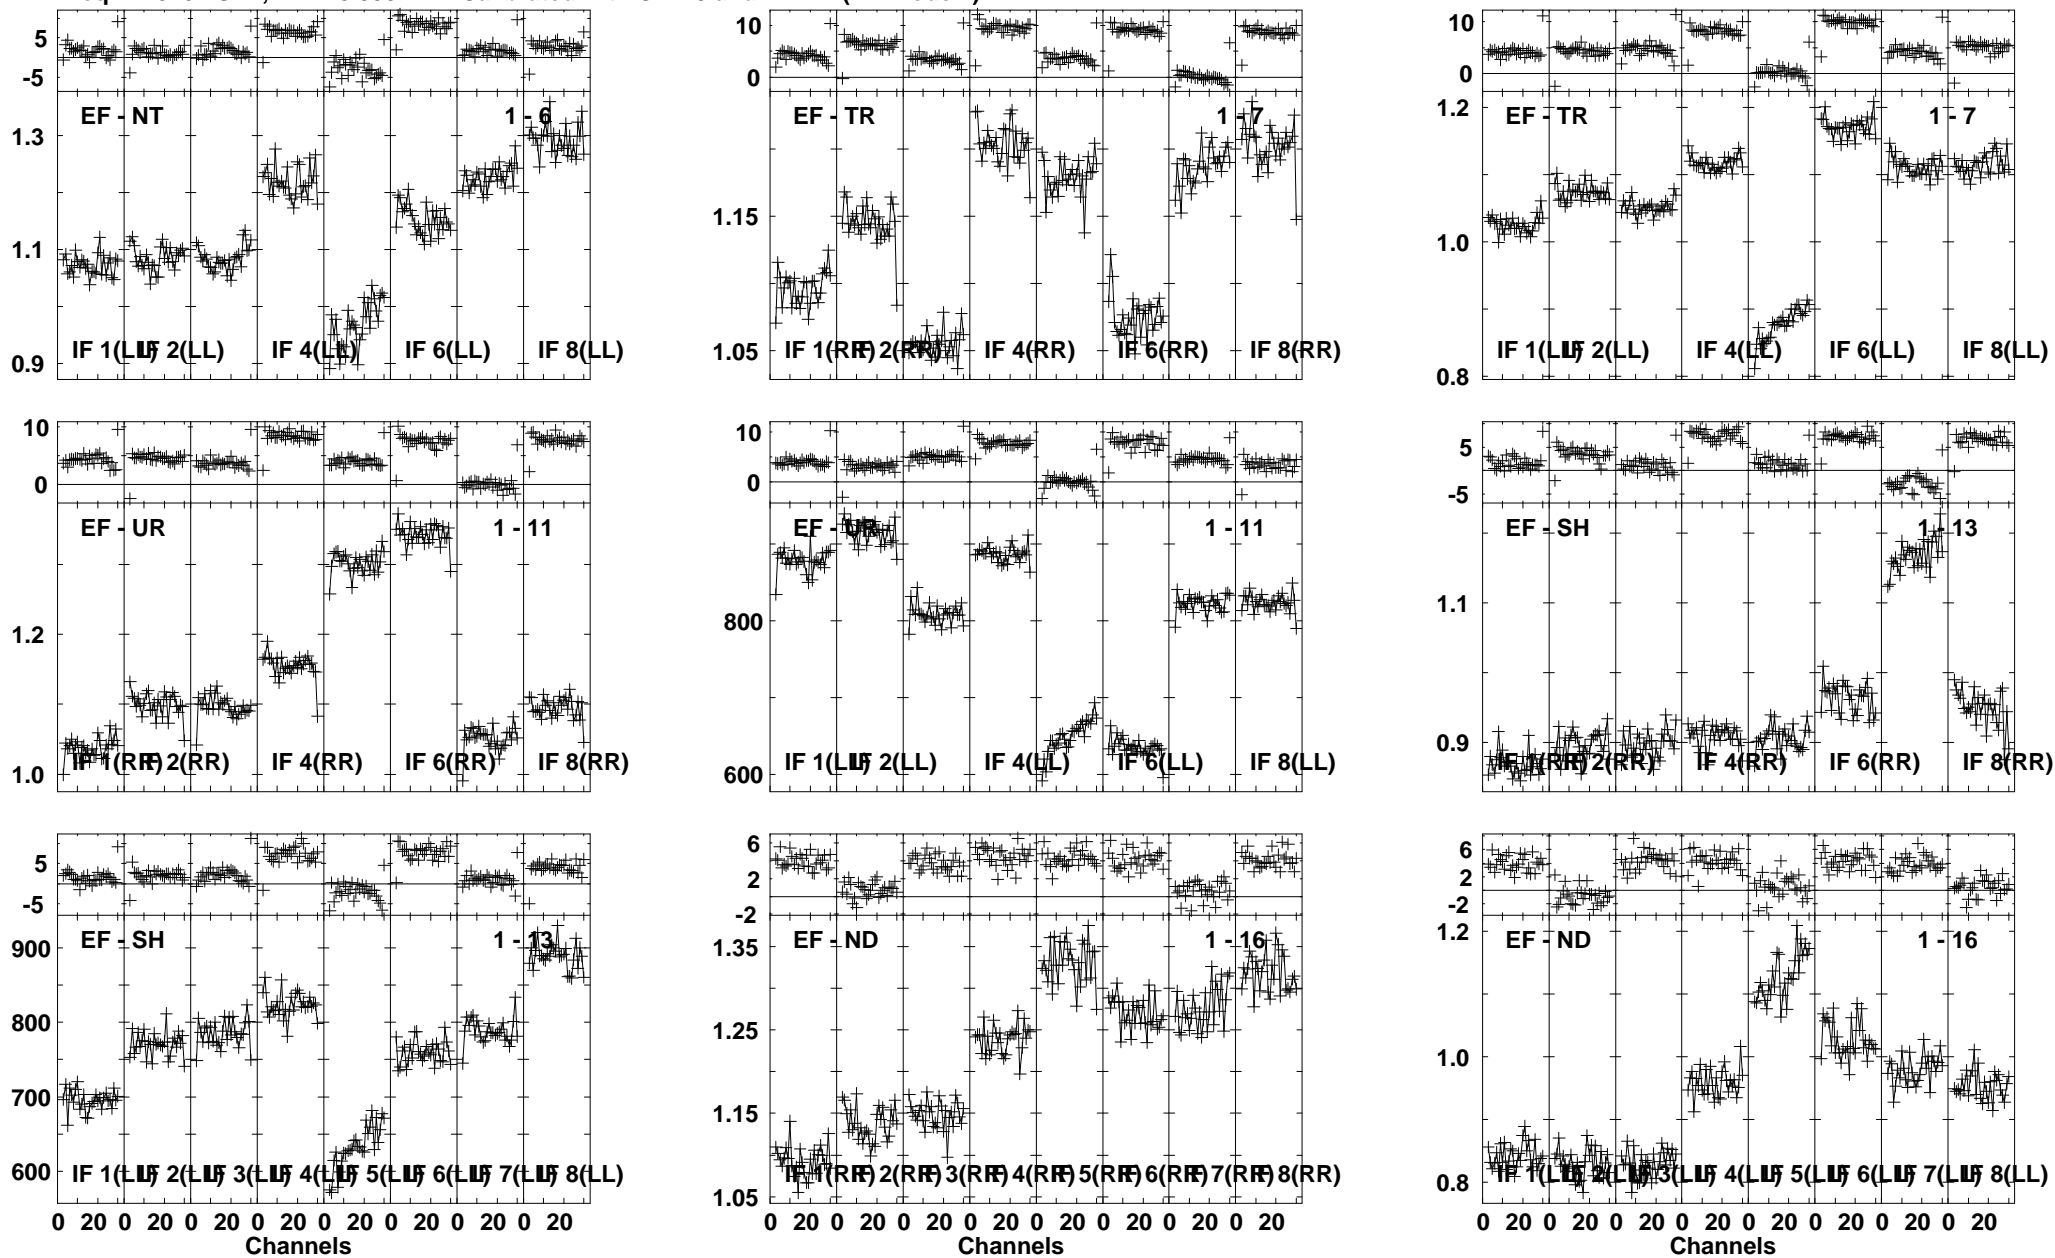 5
-5
EF - NT 1 - 6
1.3
1.1
0.9
IF 1(LL) IF 2(LL) IF 4(LL) IF 6(LL) IF 8(LL)
10
5
0
EF - TR 1 - 7
1.15
1.05
IF 1(RR) IF 2(RR) IF 4(RR) IF 6(RR) IF 8(RR)
10
5
0
EF - TR 1 - 7
1.2
1.0
0.8
IF 1(LL) IF 2(LL) IF 4(LL) IF 6(LL) IF 8(LL)
10
0
EF - UR 1 - 11
1.2
1.0
IF 1(RR) IF 2(RR) IF 4(RR) IF 6(RR) IF 8(RR)
10
5
0
EF - UR 1 - 11
800
600
IF 1(LL) IF 2(LL) IF 4(LL) IF 6(LL) IF 8(LL)
5
-5
EF - SH 1 - 13
1.1
0.9
IF 1(RR) IF 2(RR) IF 4(RR) IF 6(RR) IF 8(RR)
5
-5
EF - SH 1 - 13
900
800
700
600
IF 1(LL) IF 2(LL) IF 3(LL) IF 4(LL) IF 5(LL) IF 6(LL) IF 7(LL) IF 8(LL)
0 20 0 20 0 20 0 20 0 20 0 20 0 20 0 20
Channels
6
2
-2
EF - ND 1 - 16
1.35
1.25
1.15
1.05
IF 1(RR) IF 2(RR) IF 3(RR) IF 4(RR) IF 5(RR) IF 6(RR) IF 7(RR) IF 8(RR)
0 20 0 20 0 20 0 20 0 20 0 20 0 20 0 20
Channels
6
2
-2
EF - ND 1 - 16
1.2
1.0
0.8
IF 1(LL) IF 2(LL) IF 3(LL) IF 4(LL) IF 5(LL) IF 6(LL) IF 7(LL) IF 8(LL)
0 20 0 20 0 20 0 20 0 20 0 20 0 20 0 20
Channels